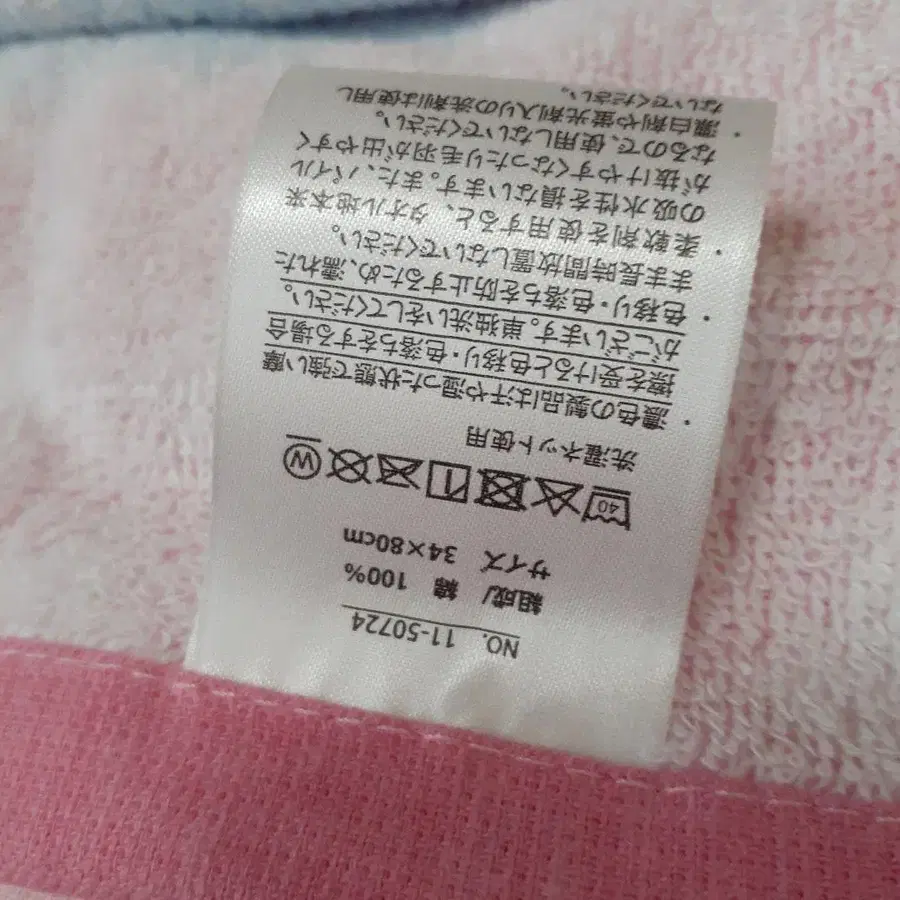 NO. 11-50724
組成/ 綿 100%
サイズ 34×80cm
40
W
洗濯ネット使用
・濃色の製品は汗や湿った状態で強い摩
擦を受けると色移り・色落ちをする場合
がございます。単独洗いをしてください。
・色移り・色落ちを防止するため、濡れた
まま長時間放置しないでください。
・柔軟剤を使用すると、タオル地本来
の吸水性を損ないます。また、パイル
が抜けやすくなったり毛羽が出やすく
なるので、使用しないでください。
・漂白剤や蛍光剤入りの洗剤は使用し
ないでください。